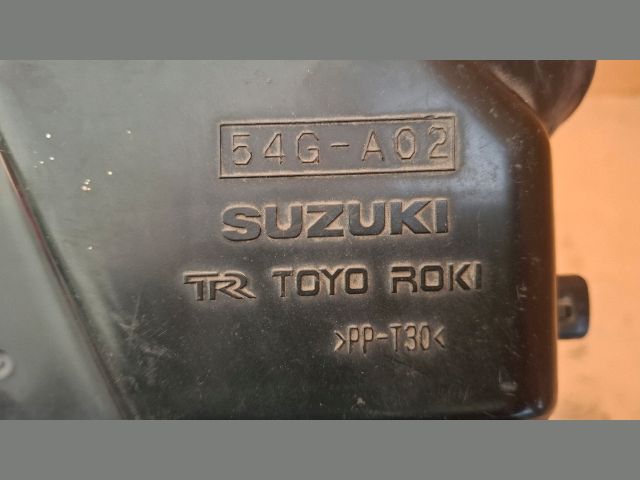 54G-A02
SUZUKI
TR TOYO ROKI
>PP-T30<